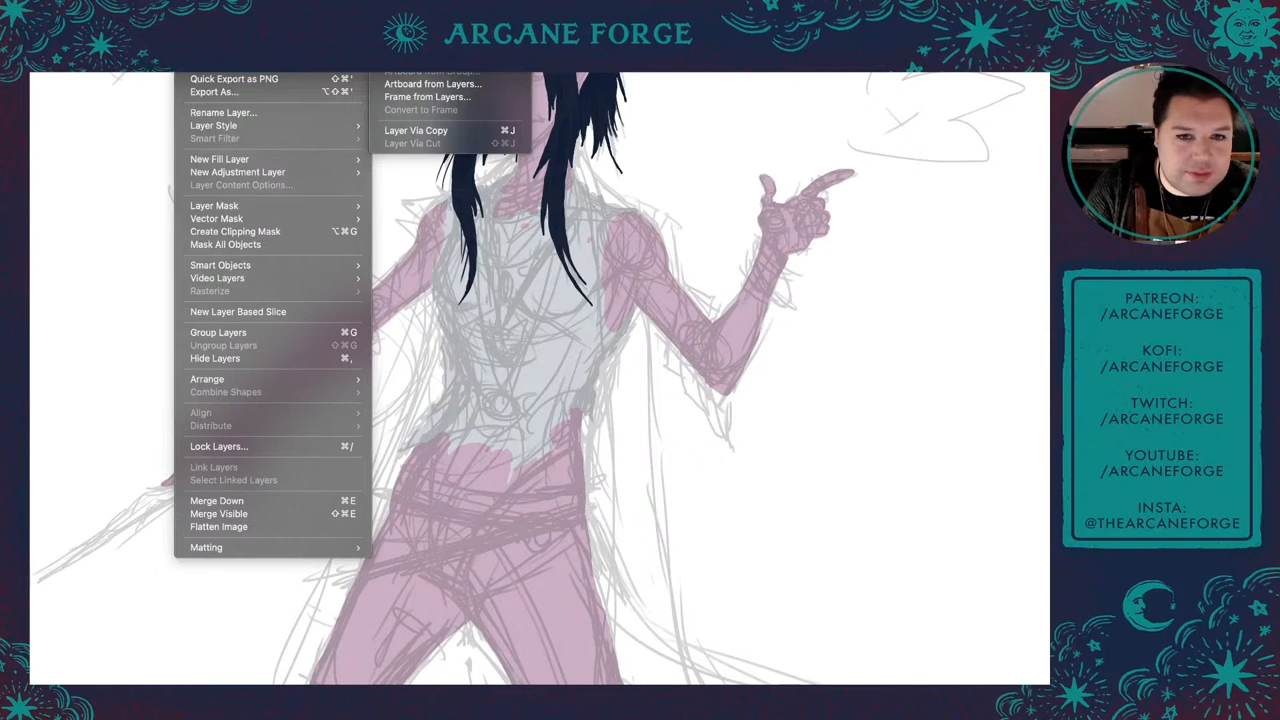 ARCANE FORGE
Quick Export as PNG ⇧⌘'
Export As... ⌥⇧⌘'
Rename Layer...
Layer Style
Smart Filter
New Fill Layer
New Adjustment Layer
Layer Content Options...
Layer Mask
Vector Mask
Create Clipping Mask ⌥⌘G
Mask All Objects
Smart Objects
Video Layers
Rasterize
New Layer Based Slice
Group Layers ⌘G
Ungroup Layers ⇧⌘G
Hide Layers ⌘,
Arrange
Combine Shapes
Align
Distribute
Lock Layers... ⌘/
Link Layers
Select Linked Layers
Merge Down ⌘E
Merge Visible ⇧⌘E
Flatten Image
Matting
Artboard from Group...
Artboard from Layers...
Frame from Layers...
Convert to Frame
Layer Via Copy ⌘J
Layer Via Cut ⇧⌘J
PATREON:
/ARCANEFORGE
KOFI:
/ARCANEFORGE
TWITCH:
/ARCANEFORGE
YOUTUBE:
/ARCANEFORGE
INSTA:
@THEARCANEFORGE